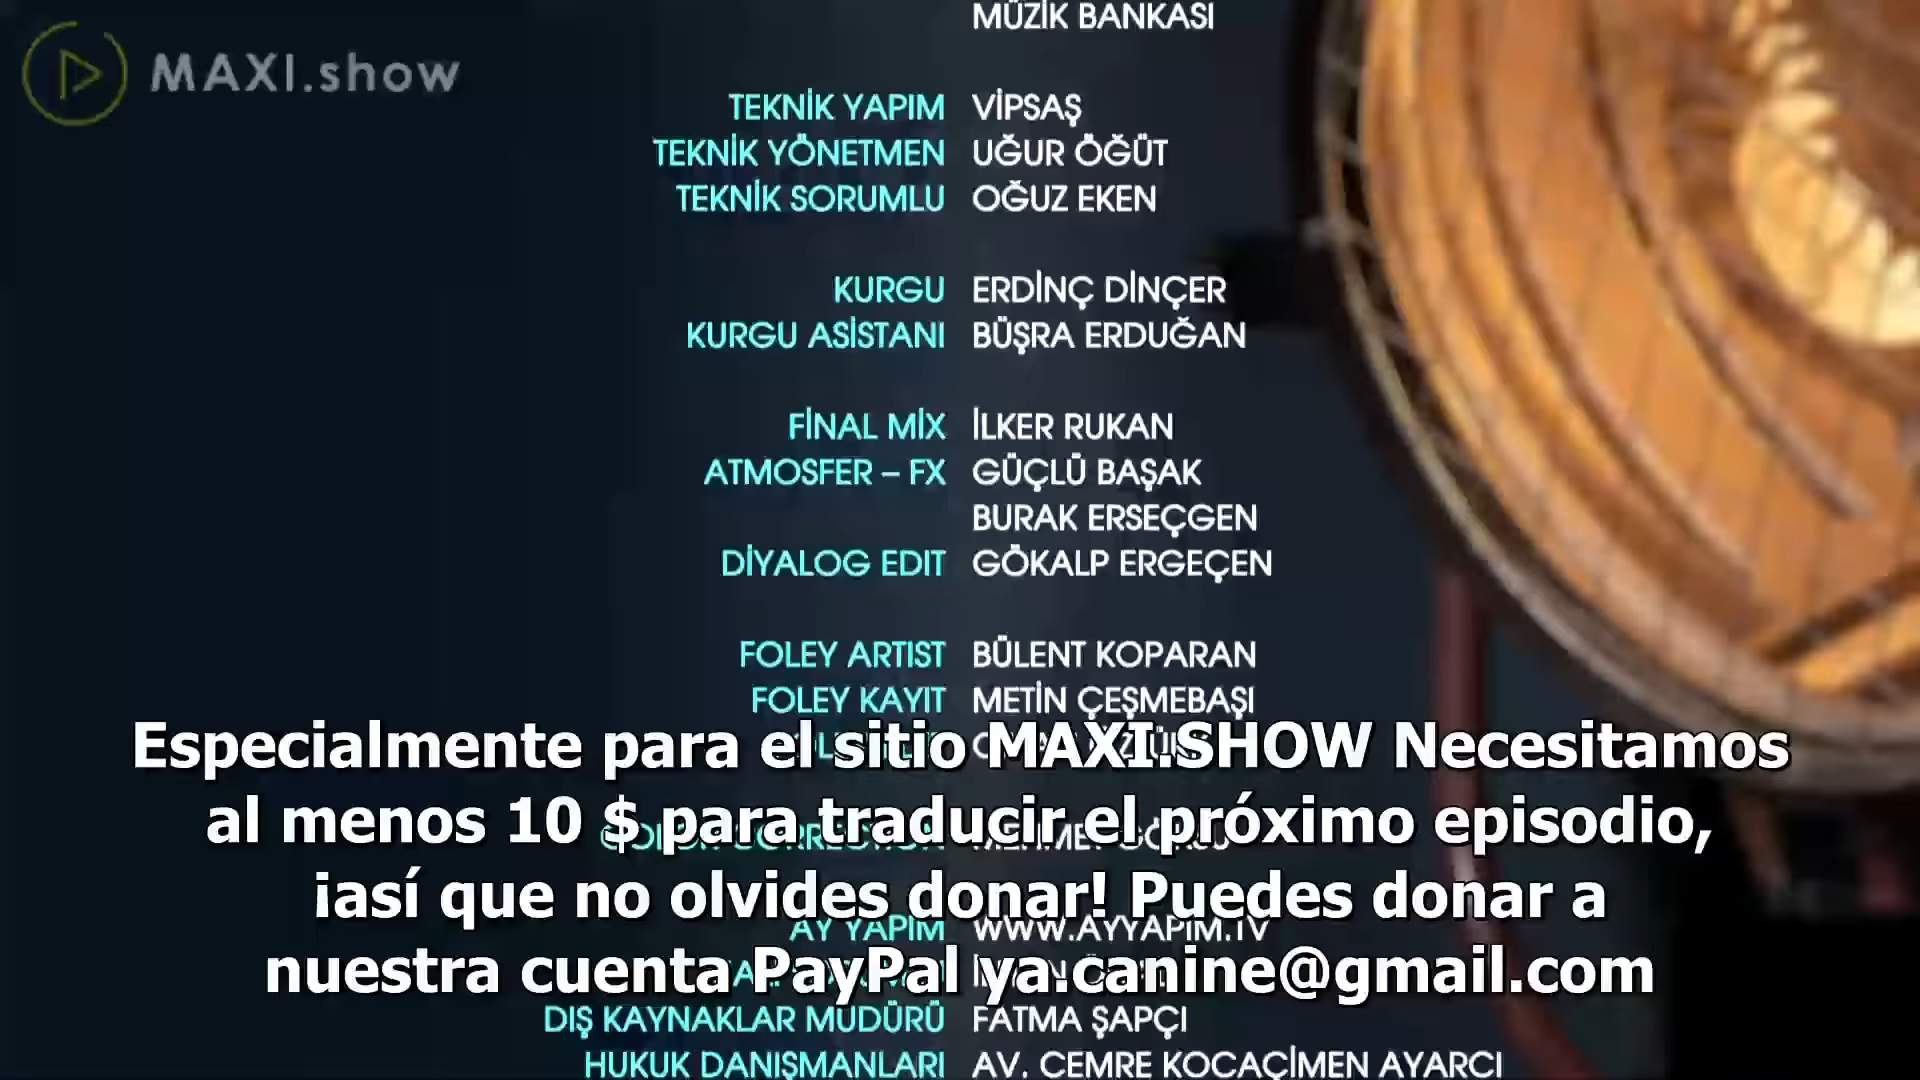 MÜZİK BANKASI
MAXI.show
TEKNİK YAPIM VİPSAŞ
TEKNİK YÖNETMEN UĞUR ÖĞÜT
TEKNİK SORUMLU OĞUZ EKEN
KURGU ERDİNÇ DİNÇER
KURGU ASİSTANI BÜŞRA ERDUĞAN
FİNAL MİX İLKER RUKAN
ATMOSFER – FX GÜÇLÜ BAŞAK
BURAK ERSEÇGEN
DİYALOG EDIT GÖKALP ERGEÇEN
FOLEY ARTIST BÜLENT KOPARAN
FOLEY KAYIT METİN ÇEŞMEBAŞI
Especialmente para el sitio MAXI.SHOW Necesitamos
al menos 10 $ para traducir el próximo episodio,
¡así que no olvides donar! Puedes donar a
AY YAPIM WWW.AYYAPIM.TV
nuestra cuenta PayPal ya.canine@gmail.com
DIŞ KAYNAKLAR MÜDÜRÜ FATMA ŞAPÇI
HUKUK DANIŞMANLARI AV. CEMRE KOCAÇİMEN AYARCI